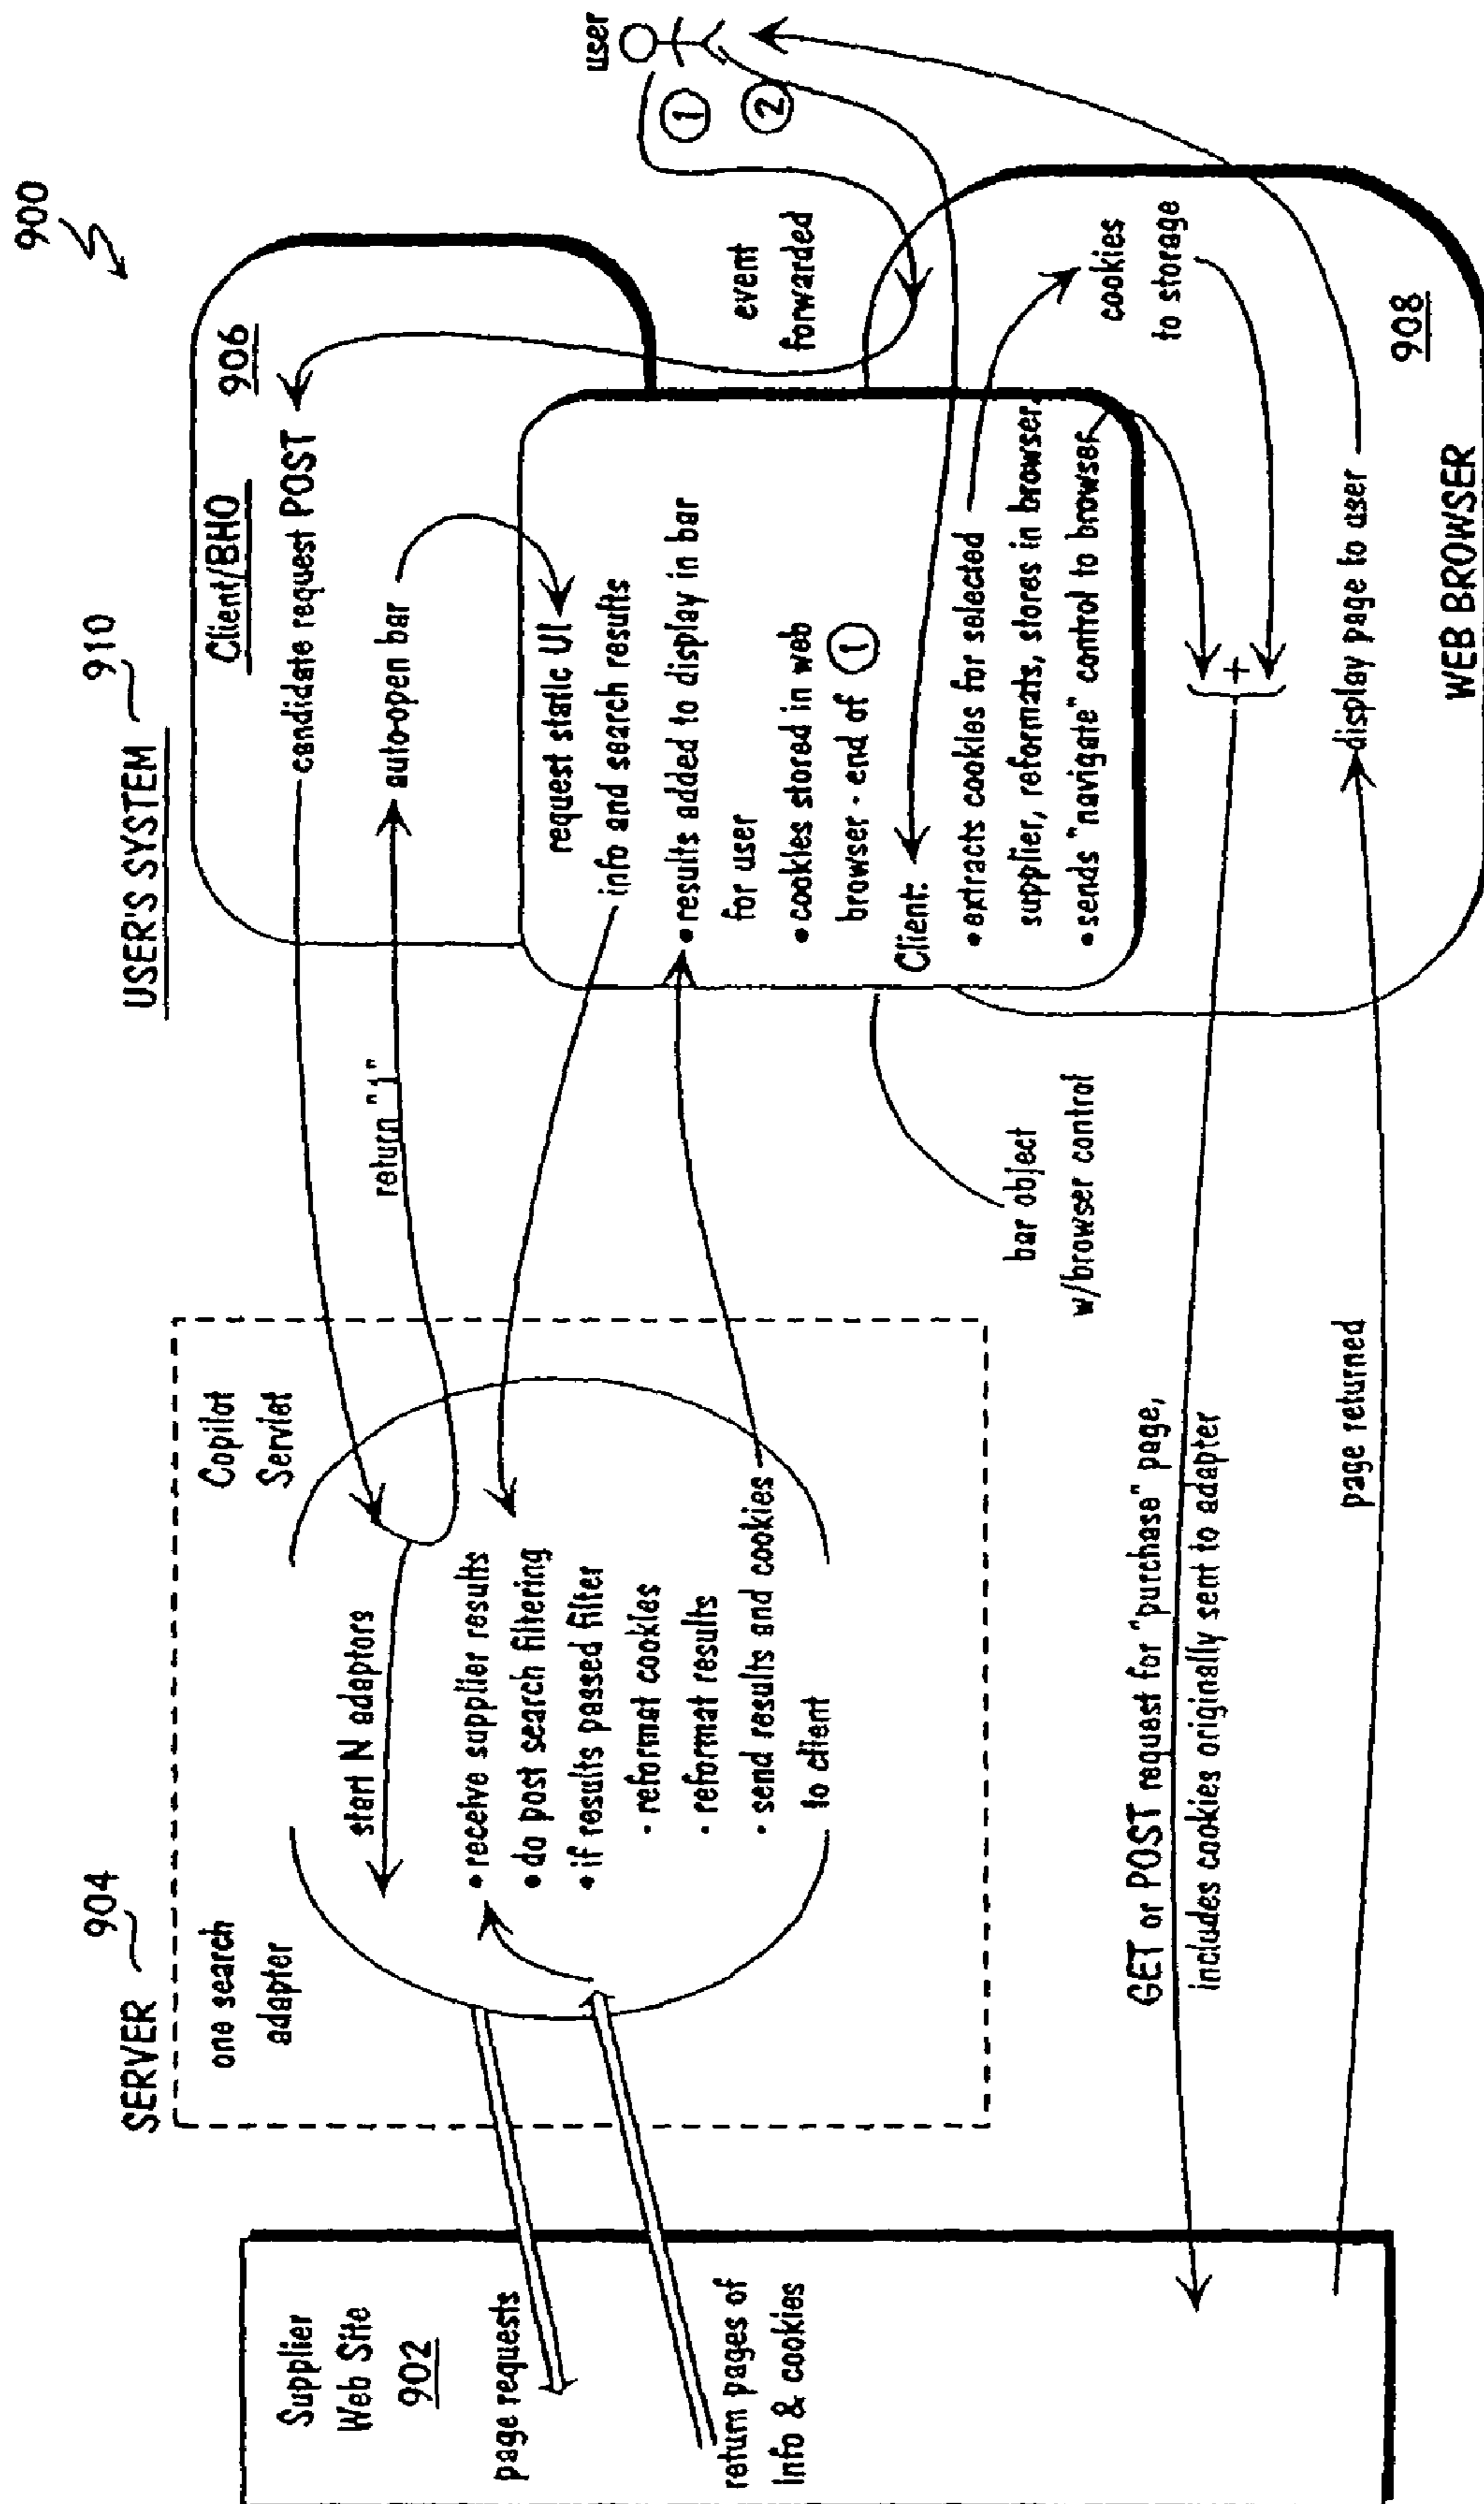 900
SERVER 904
USER'S SYSTEM 910
Supplier
Web Site
902
page requests
return pages of
info & cookies
one search
adapter
Copilot
Servlet
start N adaptors
• receive supplier results
• do post search filtering
• if results passed filter
· reformat cookies
· reformat results
· send results and cookies
to client
return "1"
Client/BHO 906
candidate request POST
auto-open bar
request static UI
info and search results
• results added to display in bar
for user
• cookies stored in web
browser - end of 1
Client:
• extracts cookies for selected
supplier, reformats, stores in browser
• sends "navigate" control to browser
bar object
w/browser control
event
forwarded
user
1
2
cookies
to storage
+
GET or POST request for "purchase" page,
includes cookies originally sent to adapter
page returned
display page to user
908
WEB BROWSER